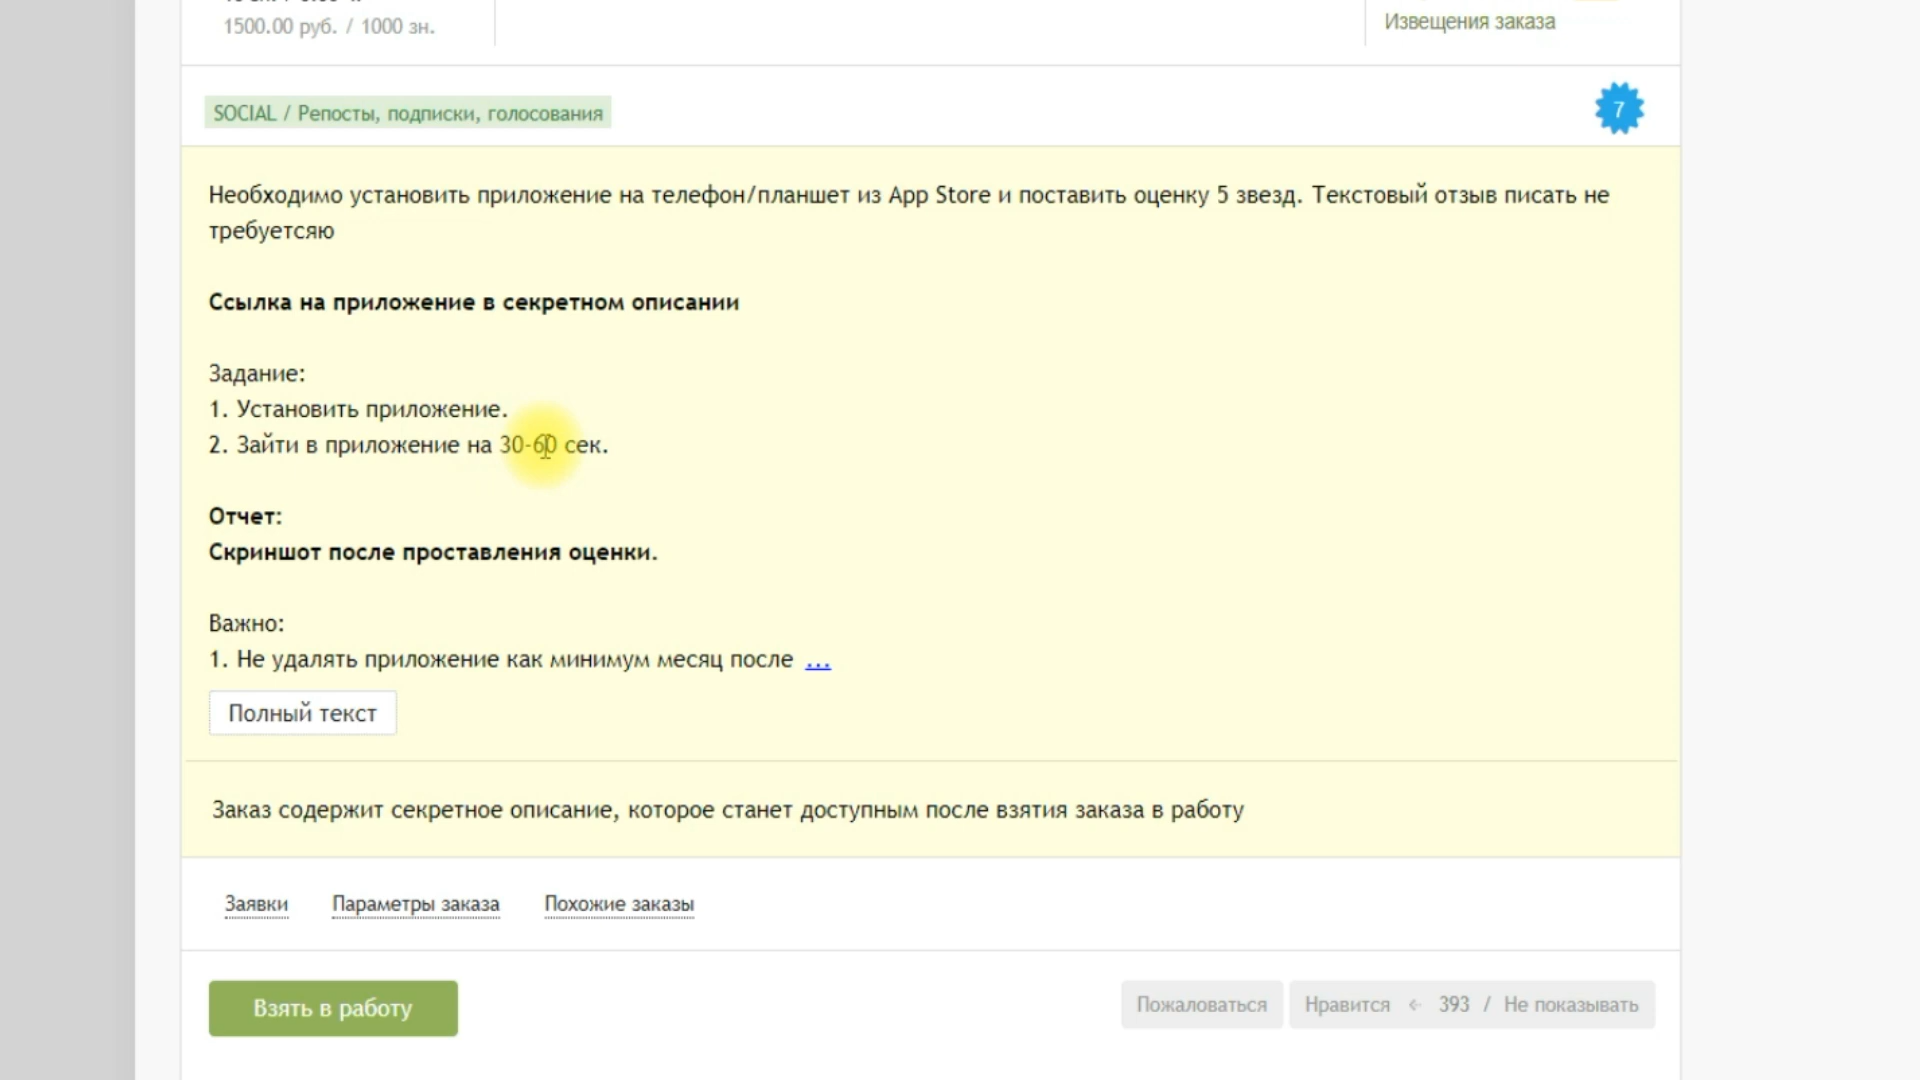 1500.00 руб. / 1000 зн.
Извещения заказа
SOCIAL / Репосты, подписки, голосования
7
Необходимо установить приложение на телефон/планшет из App Store и поставить оценку 5 звезд. Текстовый отзыв писать не
требуетсяю
Ссылка на приложение в секретном описании
Задание:
1. Установить приложение.
2. Зайти в приложение на 30-60 сек.
Отчет:
Скриншот после проставления оценки.
Важно:
1. Не удалять приложение как минимум месяц после ...
Полный текст
Заказ содержит секретное описание, которое станет доступным после взятия заказа в работу
Заявки Параметры заказа Похожие заказы
Взять в работу
Пожаловаться Нравится ← 393 / Не показывать